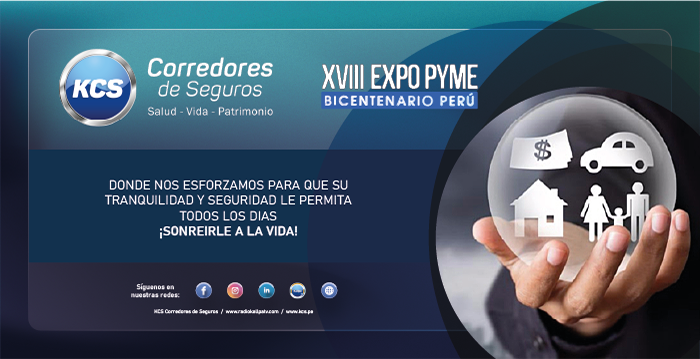 KCS
Corredores
de Seguros
Salud - Vida - Patrimonio
XVIII EXPO PYME
BICENTENARIO PERÚ
DONDE NOS ESFORZAMOS PARA QUE SU
TRANQUILIDAD Y SEGURIDAD LE PERMITA
TODOS LOS DIAS
¡SONREIRLE A LA VIDA!
$
Síguenos en
nuestras redes:
KCS Corredores de Seguros / www.radiokallpatv.com / www.kcs.pe